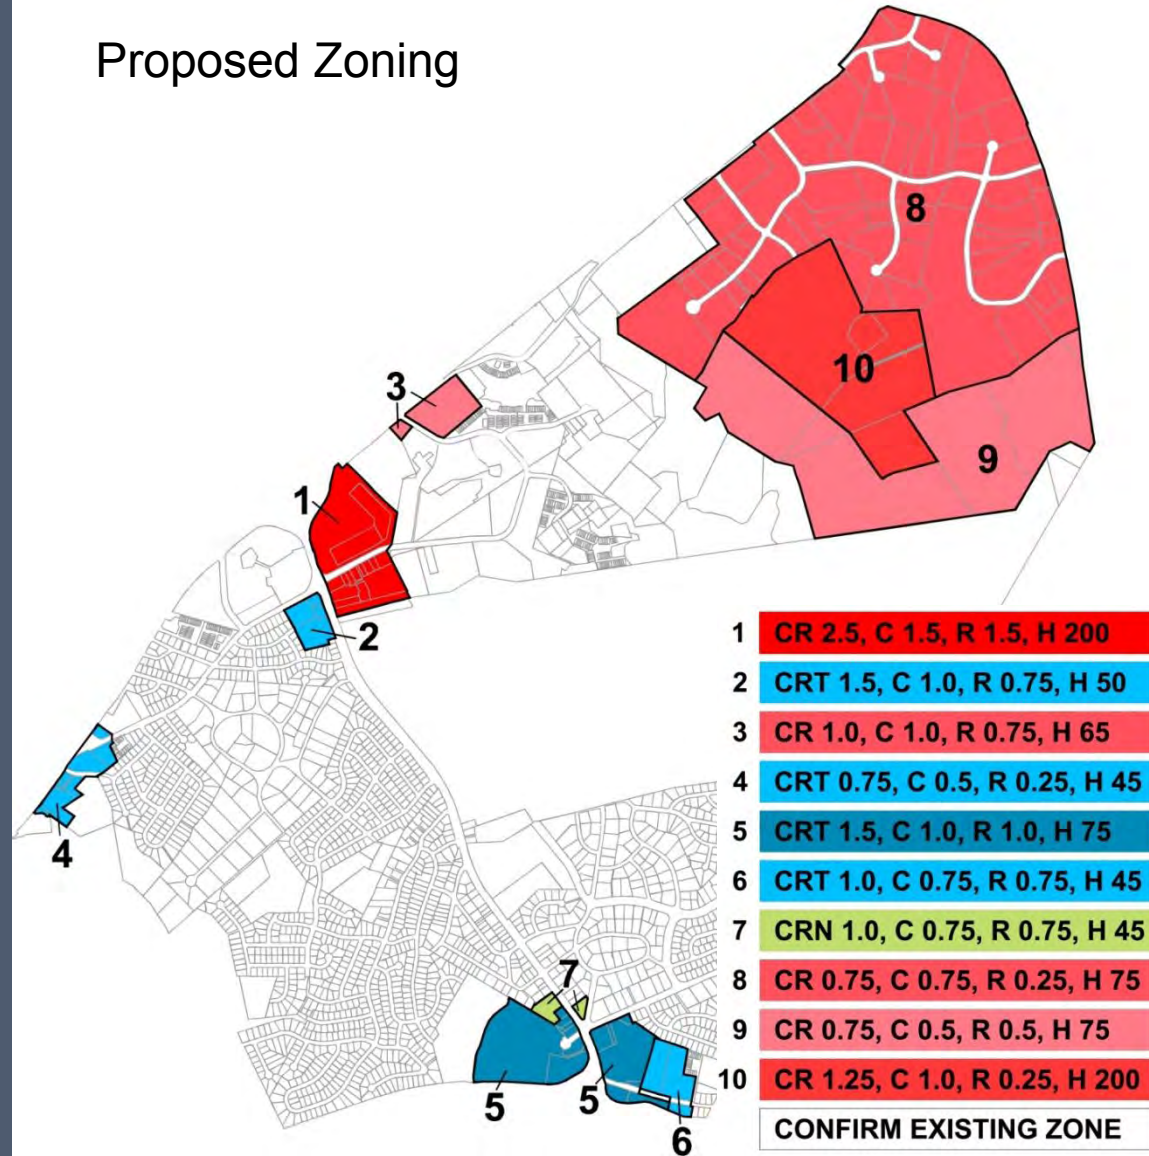 Proposed Zoning
8
10
3
9
1
2
4
7
5
5
6
1 CR 2.5, C 1.5, R 1.5, H 200
2 CRT 1.5, C 1.0, R 0.75, H 50
3 CR 1.0, C 1.0, R 0.75, H 65
4 CRT 0.75, C 0.5, R 0.25, H 45
5 CRT 1.5, C 1.0, R 1.0, H 75
6 CRT 1.0, C 0.75, R 0.75, H 45
7 CRN 1.0, C 0.75, R 0.75, H 45
8 CR 0.75, C 0.75, R 0.25, H 75
9 CR 0.75, C 0.5, R 0.5, H 75
10 CR 1.25, C 1.0, R 0.25, H 200
CONFIRM EXISTING ZONE